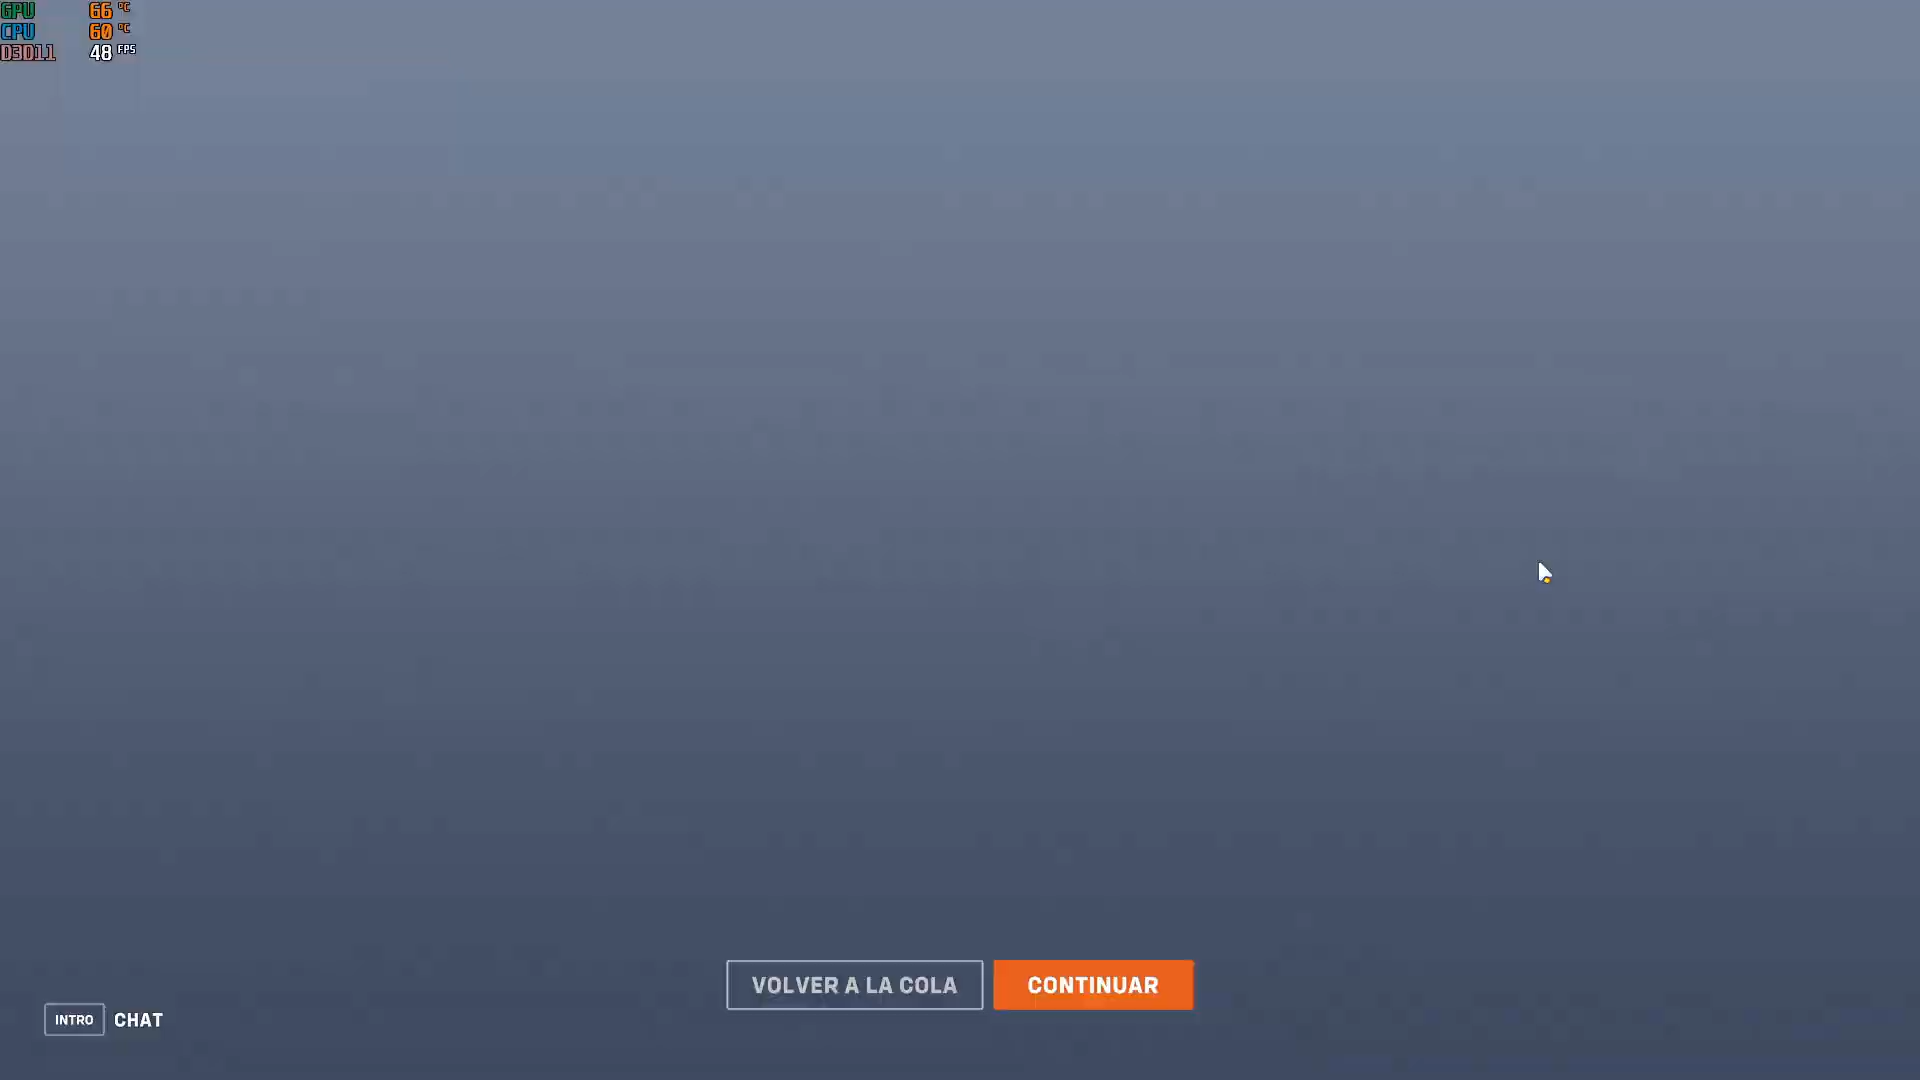 GPU 66 °C
CPU 60 °C
D3D11 48 FPS
VOLVER A LA COLA
CONTINUAR
INTRO CHAT